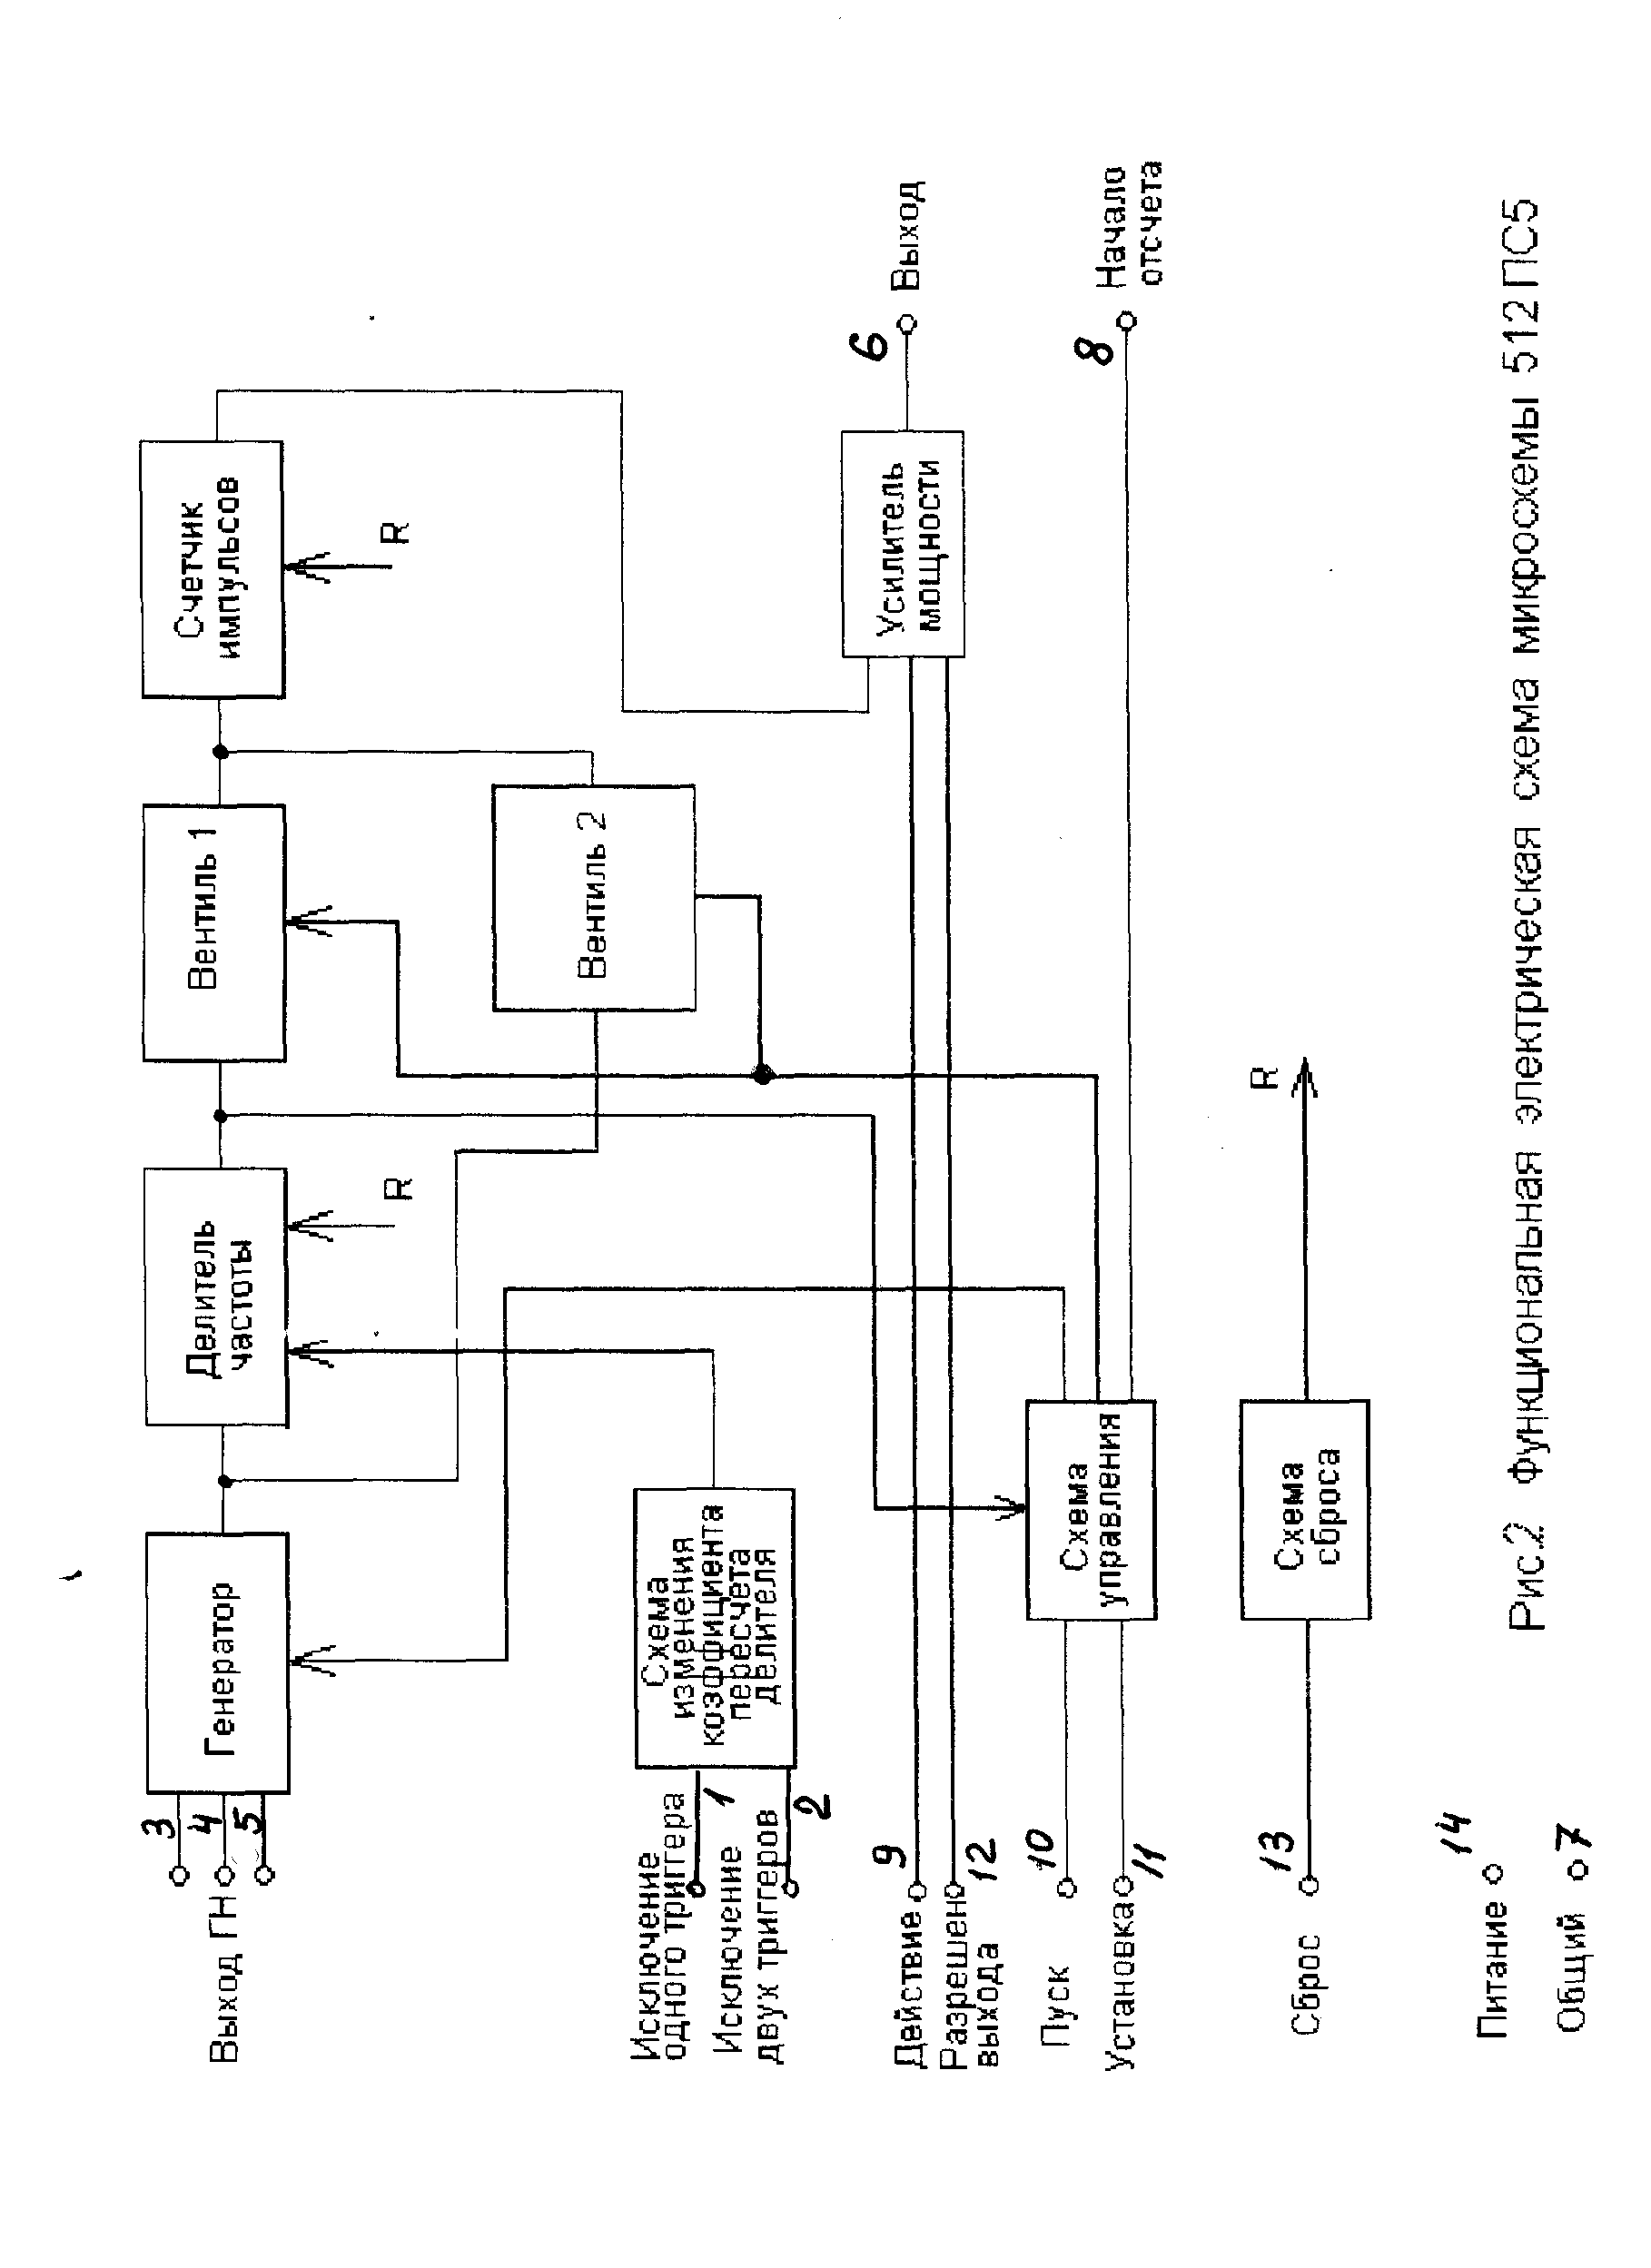 Выход ГН
3
4
5
Генератор
Делитель
частоты
R
Вентиль 1
Счетчик
импульсов
R
Вентиль 2
Исключение
одного триггера
1
Исключение
двух триггеров
2
Схема
изменения
коэффициента
пересчета
делителя
Действие
9
Разрешен
выхода
12
Усилитель
мощности
6
Выход
Пуск
10
Установка
11
Схема
управления
8
Начало
отсчета
Сброс
13
Схема
сброса
R
Питание
14
Общий
7
Рис.2 Функциональная электрическая схема микросхемы 512ПС5